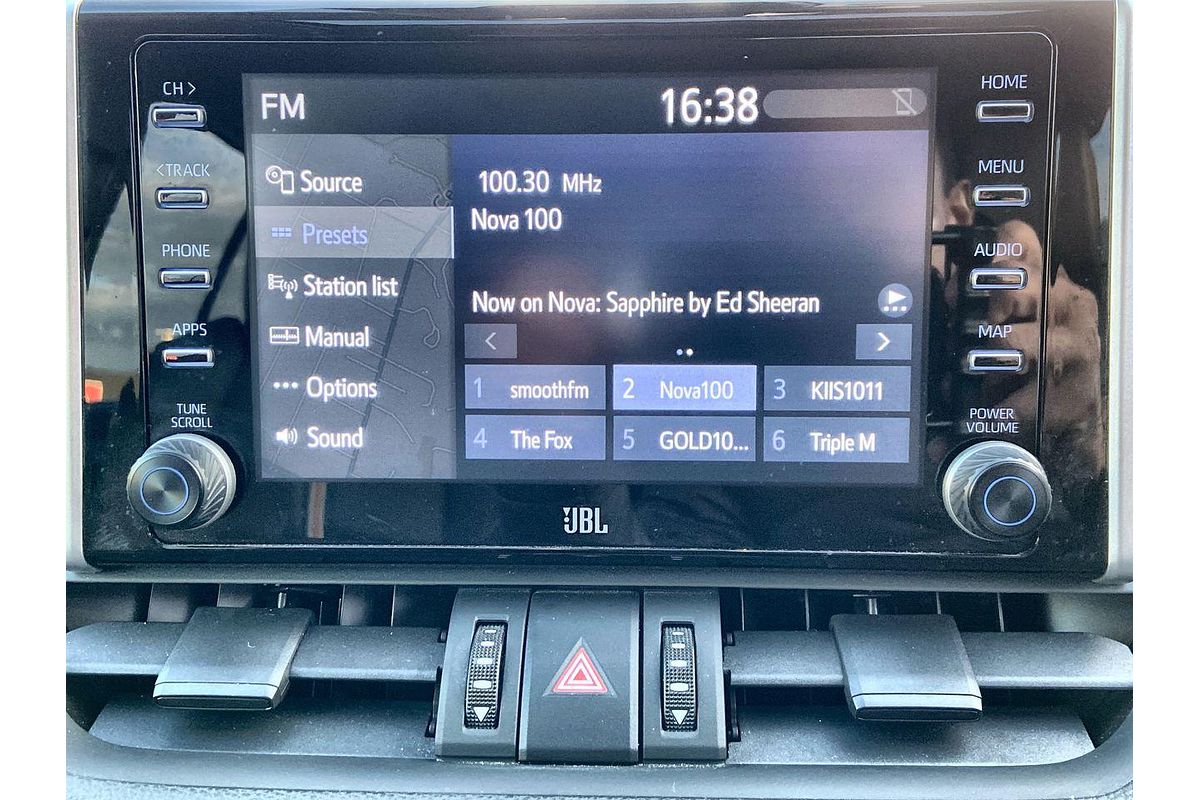 CH >
<TRACK
PHONE
APPS
TUNE
SCROLL
FM
16:38
Source
Presets
Station list
Manual
Options
Sound
100.30 MHz
Nova 100
Now on Nova: Sapphire by Ed Sheeran
<
>
1 smoothfm
2 Nova100
3 KIIS1011
4 The Fox
5 GOLD10...
6 Triple M
HOME
MENU
AUDIO
MAP
POWER
VOLUME
JBL